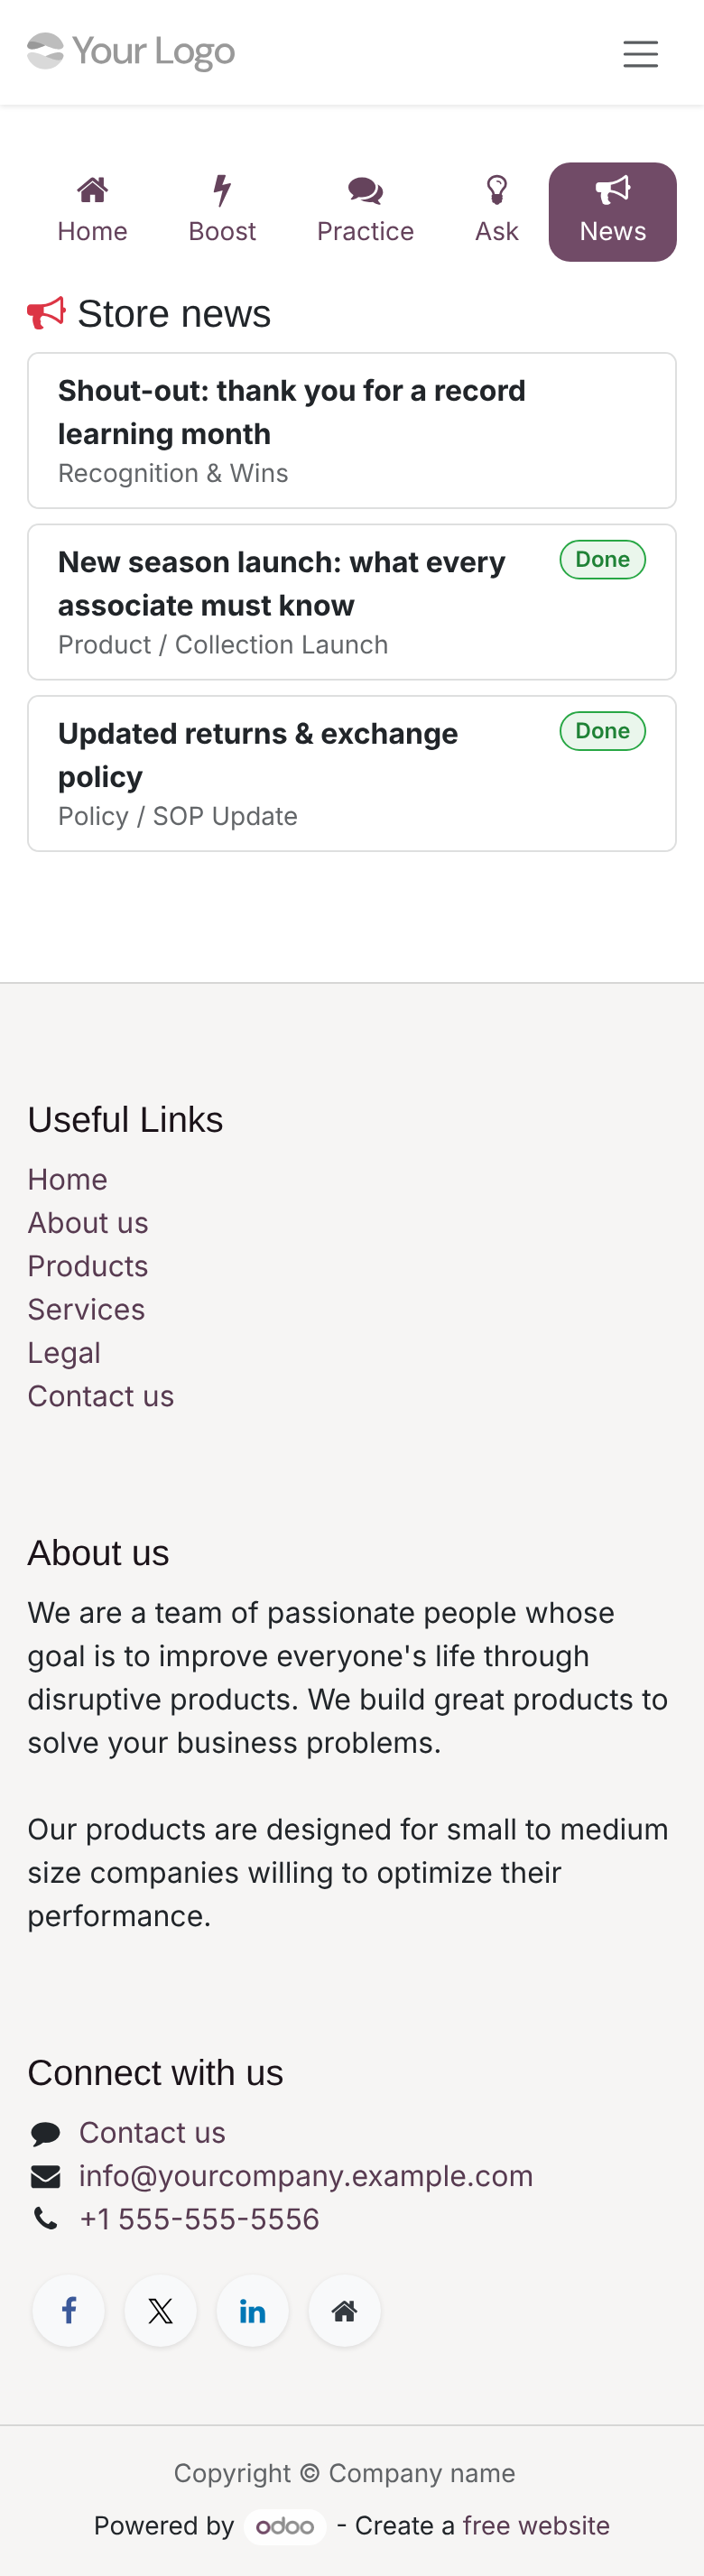 Your Logo
Home
Boost
Practice
Ask
News
Store news
Shout-out: thank you for a record
learning month
Recognition & Wins
New season launch: what every
associate must know
Done
Product / Collection Launch
Updated returns & exchange
policy
Done
Policy / SOP Update
Useful Links
Home
About us
Products
Services
Legal
Contact us
About us
We are a team of passionate people whose
goal is to improve everyone's life through
disruptive products. We build great products to
solve your business problems.
Our products are designed for small to medium
size companies willing to optimize their
performance.
Connect with us
Contact us
info@yourcompany.example.com
+1 555-555-5556
Copyright © Company name
Powered by odoo - Create a free website